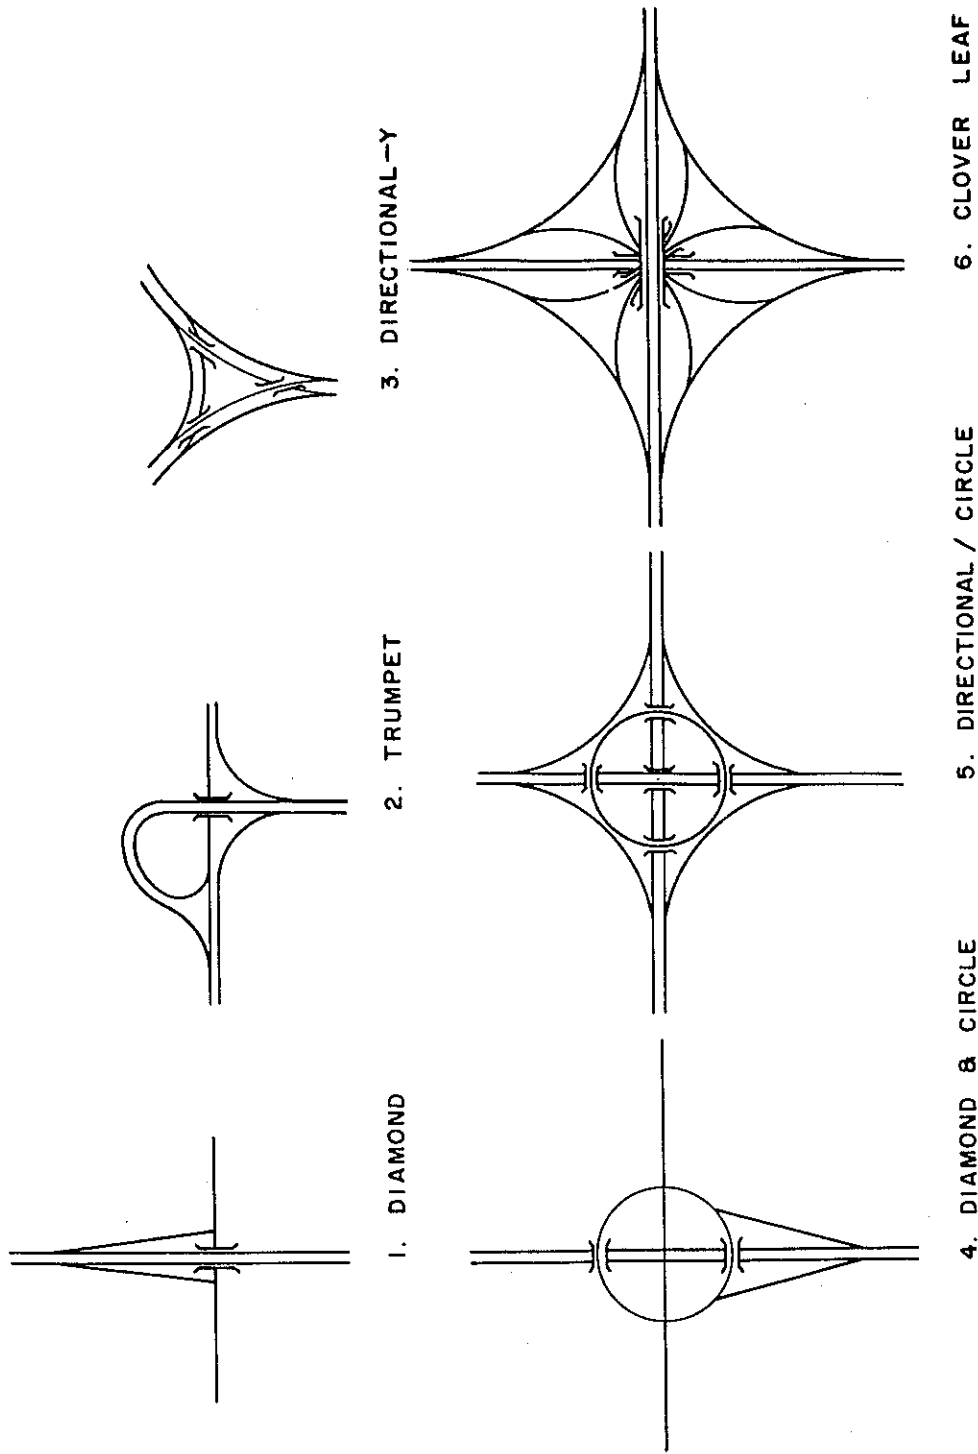 1. DIAMOND
2. TRUMPET
3. DIRECTIONAL-Y
4. DIAMOND & CIRCLE
5. DIRECTIONAL / CIRCLE
6. CLOVER LEAF